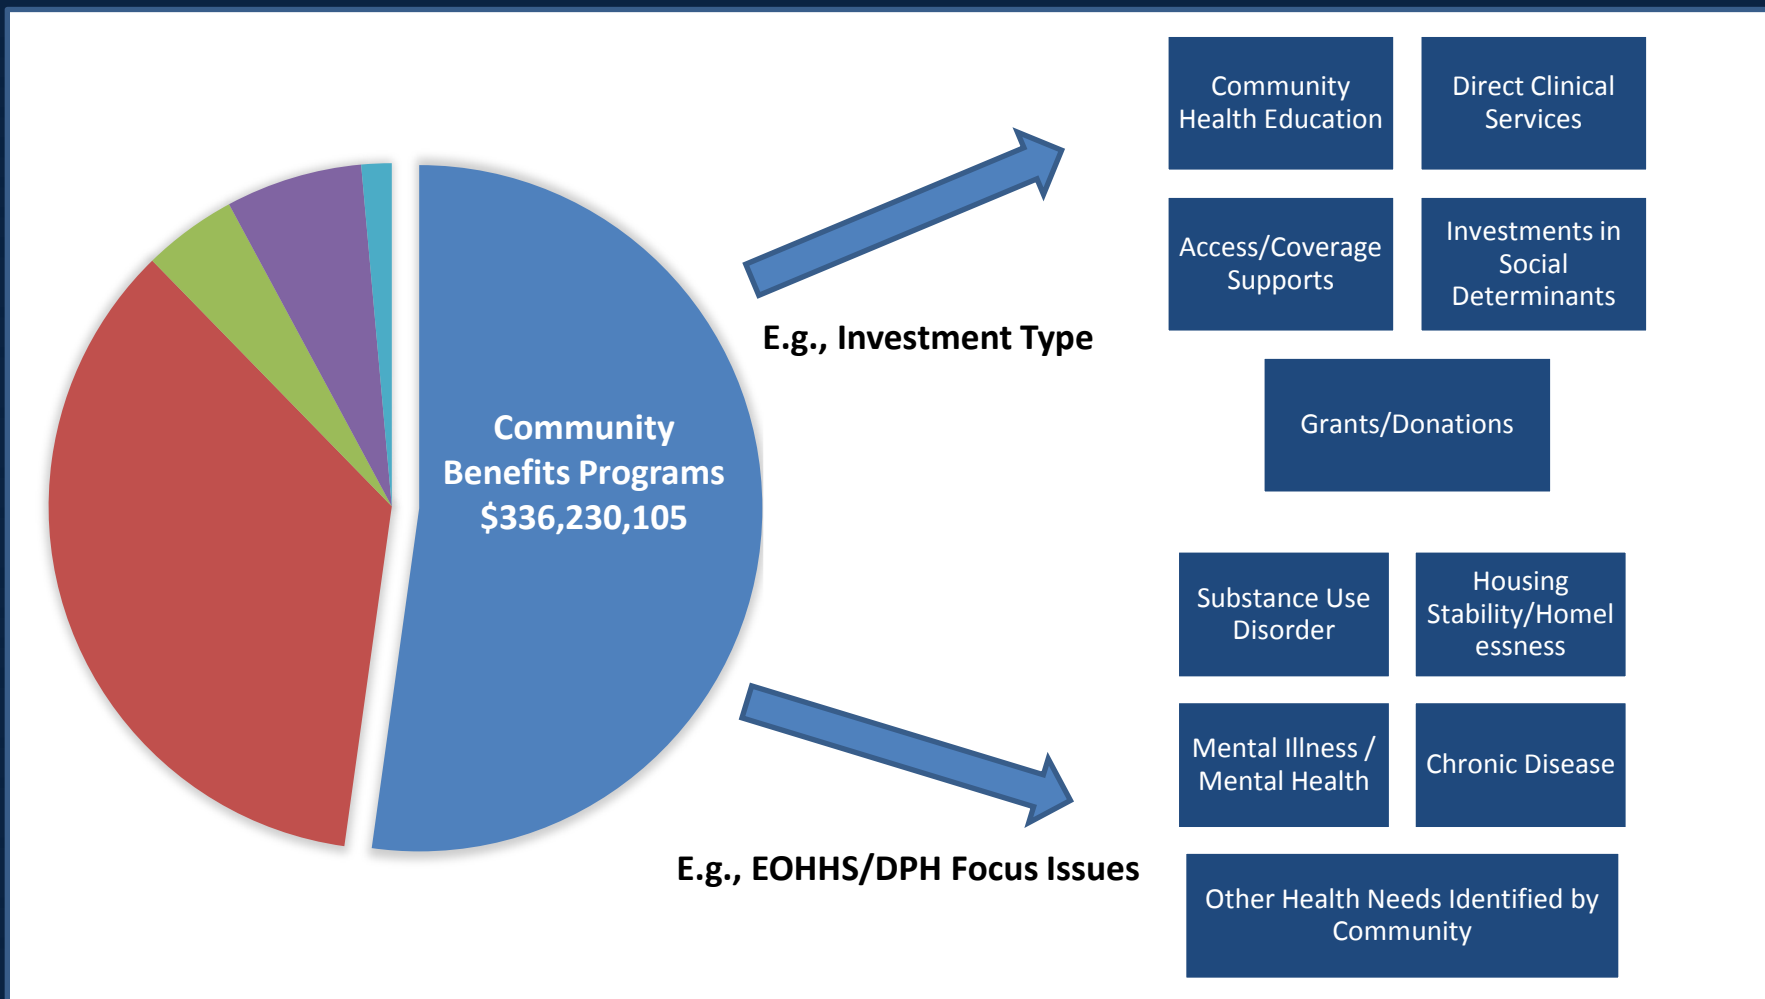 Community
Benefits Programs
$336,230,105
E.g., Investment Type
Community
Health Education
Direct Clinical
Services
Access/Coverage
Supports
Investments in
Social
Determinants
Grants/Donations
E.g., EOHHS/DPH Focus Issues
Substance Use
Disorder
Housing
Stability/Homel
essness
Mental Illness /
Mental Health
Chronic Disease
Other Health Needs Identified by
Community